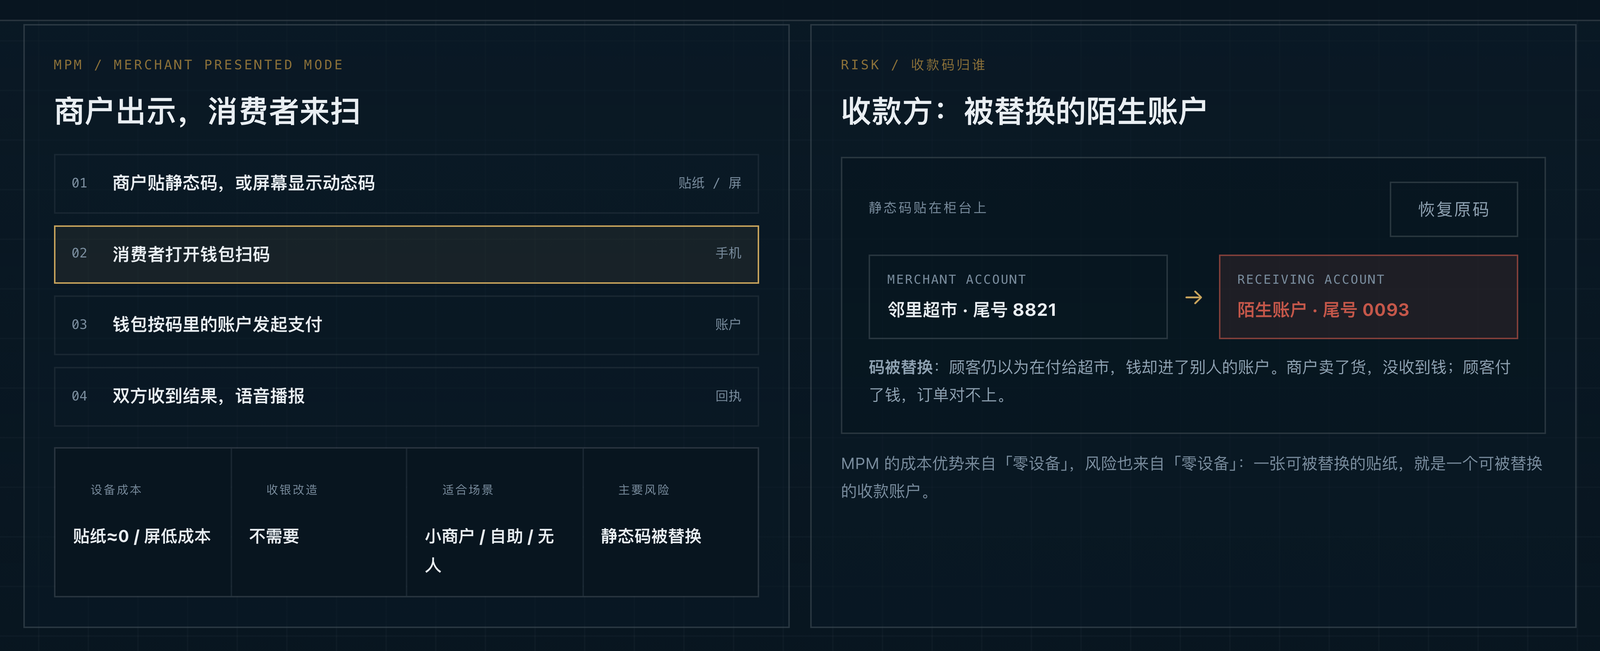 MPM / MERCHANT PRESENTED MODE
商户出示，消费者来扫
01 商户贴静态码，或屏幕显示动态码 贴纸 / 屏
02 消费者打开钱包扫码 手机
03 钱包按码里的账户发起支付 账户
04 双方收到结果，语音播报 回执
设备成本 收银改造 适合场景 主要风险
贴纸≈0 / 屏低成本 不需要 小商户 / 自助 / 无 静态码被替换
人
RISK / 收款码归谁
收款方：被替换的陌生账户
静态码贴在柜台上 恢复原码
MERCHANT ACCOUNT
邻里超市 · 尾号 8821
→
RECEIVING ACCOUNT
陌生账户 · 尾号 0093
码被替换：顾客仍以为在付给超市，钱却进了别人的账户。商户卖了货，没收到钱；顾客付
了钱，订单对不上。
MPM 的成本优势来自「零设备」，风险也来自「零设备」：一张可被替换的贴纸，就是一个可被替换
的收款账户。